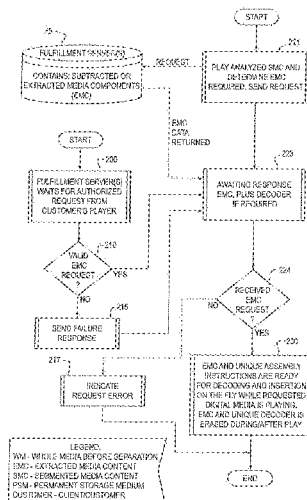 START
75
FULFILLMENT SERVER(S)
CONTAINS: SUBTRACTED OR
EXTRACTED MEDIA COMPONENTS
(EMC)
REQUEST
221
PLAY ANALYZED SMC AND
DETERMINE EMC
REQUIRED, SEND REQUEST
EMC
DATA
RETURNED
START
200
FULFILLMENT SERVER(S)
WAITS FOR AUTHORIZED
REQUEST FROM
CUSTOMER'S PLAYER
223
AWAITING RESPONSE
EMC, PLUS DECODER
IF REQUIRED
210
VALID
EMC
REQUEST
?
YES
NO
215
SEND FAILURE
RESPONSE
224
RECEIVED
EMC
REQUEST
?
NO
YES
217
INDICATE
REQUEST ERROR
230
EMC AND UNIQUE ASSEMBLY
INSTRUCTIONS ARE READY
FOR DECODING AND INSERTION
ON THE FLY WHILE REQUESTED
DIGITAL MEDIA IS PLAYING.
EMC AND UNIQUE DECODER IS
ERASED DURING/AFTER PLAY
END
LEGEND:
WM - WHOLE MEDIA BEFORE SEPARATION
EMC - EXTRACTED MEDIA CONTENT
SMC - SEGMENTED MEDIA CONTENT
PSM - PERMANENT STORAGE MEDIUM
CUSTOMER - CLIENT/CUSTOMER